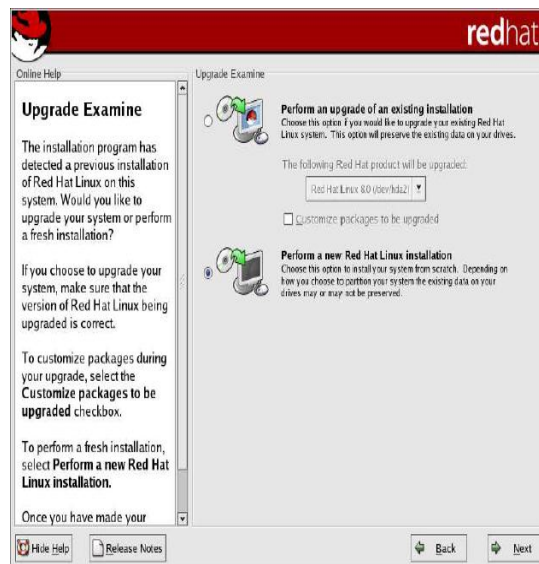 redhat
Online Help
Upgrade Examine
The installation program has
detected a previous installation
of Red Hat Linux on this
system. Would you like to
upgrade your system or perform
a fresh installation?
If you choose to upgrade your
system, make sure that the
version of Red Hat Linux being
upgraded is correct.
To customize packages during
your upgrade, select the
Customize packages to be
upgraded checkbox.
To perform a fresh installation,
select Perform a new Red Hat
Linux installation.
Once you have made your
Upgrade Examine
Perform an upgrade of an existing installation
Choose this option if you would like to upgrade your existing Red Hat
Linux system. This option will preserve the existing data on your drives.
The following Red Hat product will be upgraded:
Red Hat Linux 8.0 (/dev/hda2)
Customize packages to be upgraded
Perform a new Red Hat Linux installation
Choose this option to install your system from scratch. Depending on
how you choose to partition your system the existing data on your
drives may or may not be preserved.
Hide Help
Release Notes
Back
Next